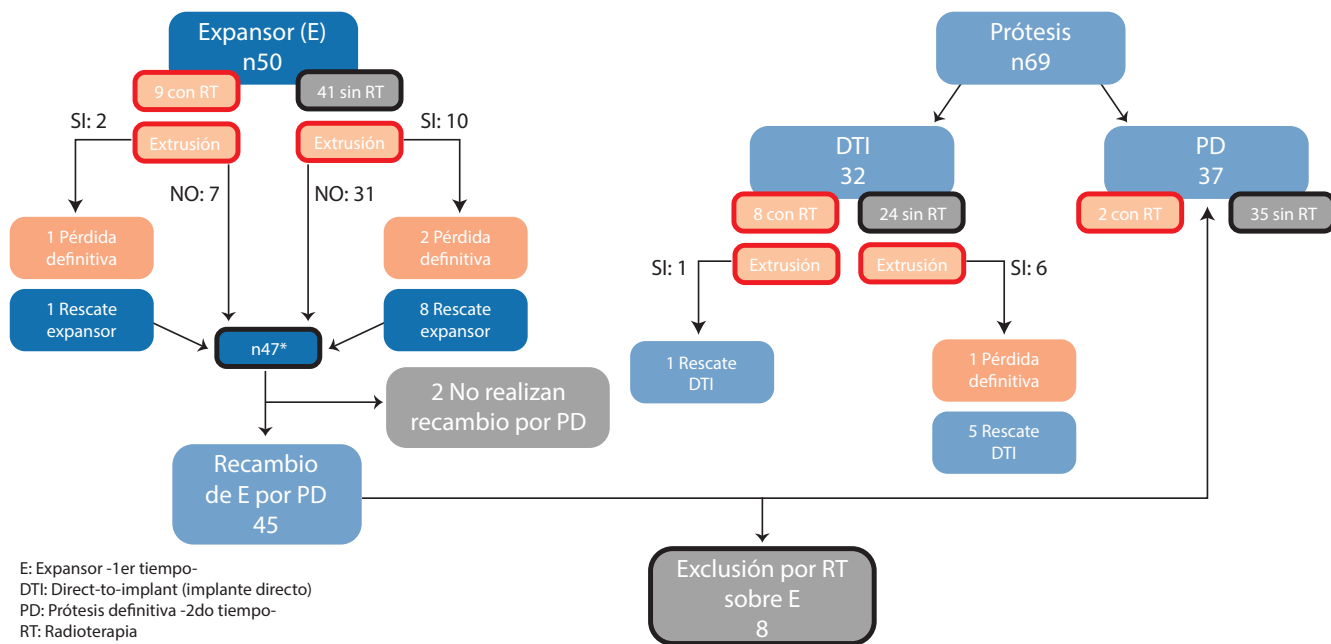 Expansor (E)
n50
9 con RT
41 sin RT
SI: 2
Extrusión
Extrusión
SI: 10
NO: 7
NO: 31
1 Pérdida
definitiva
2 Pérdida
definitiva
1 Rescate
expansor
8 Rescate
expansor
n47*
2 No realizan
recambio por PD
Recambio
de E por PD
45
Prótesis
n69
DTI
32
PD
37
8 con RT
24 sin RT
2 con RT
35 sin RT
SI: 1
Extrusión
Extrusión
SI: 6
1 Rescate
DTI
1 Pérdida
definitiva
5 Rescate
DTI
Exclusión por RT
sobre E
8
E: Expansor -1er tiempo-
DTI: Direct-to-implant (implante directo)
PD: Prótesis definitiva -2do tiempo-
RT: Radioterapia